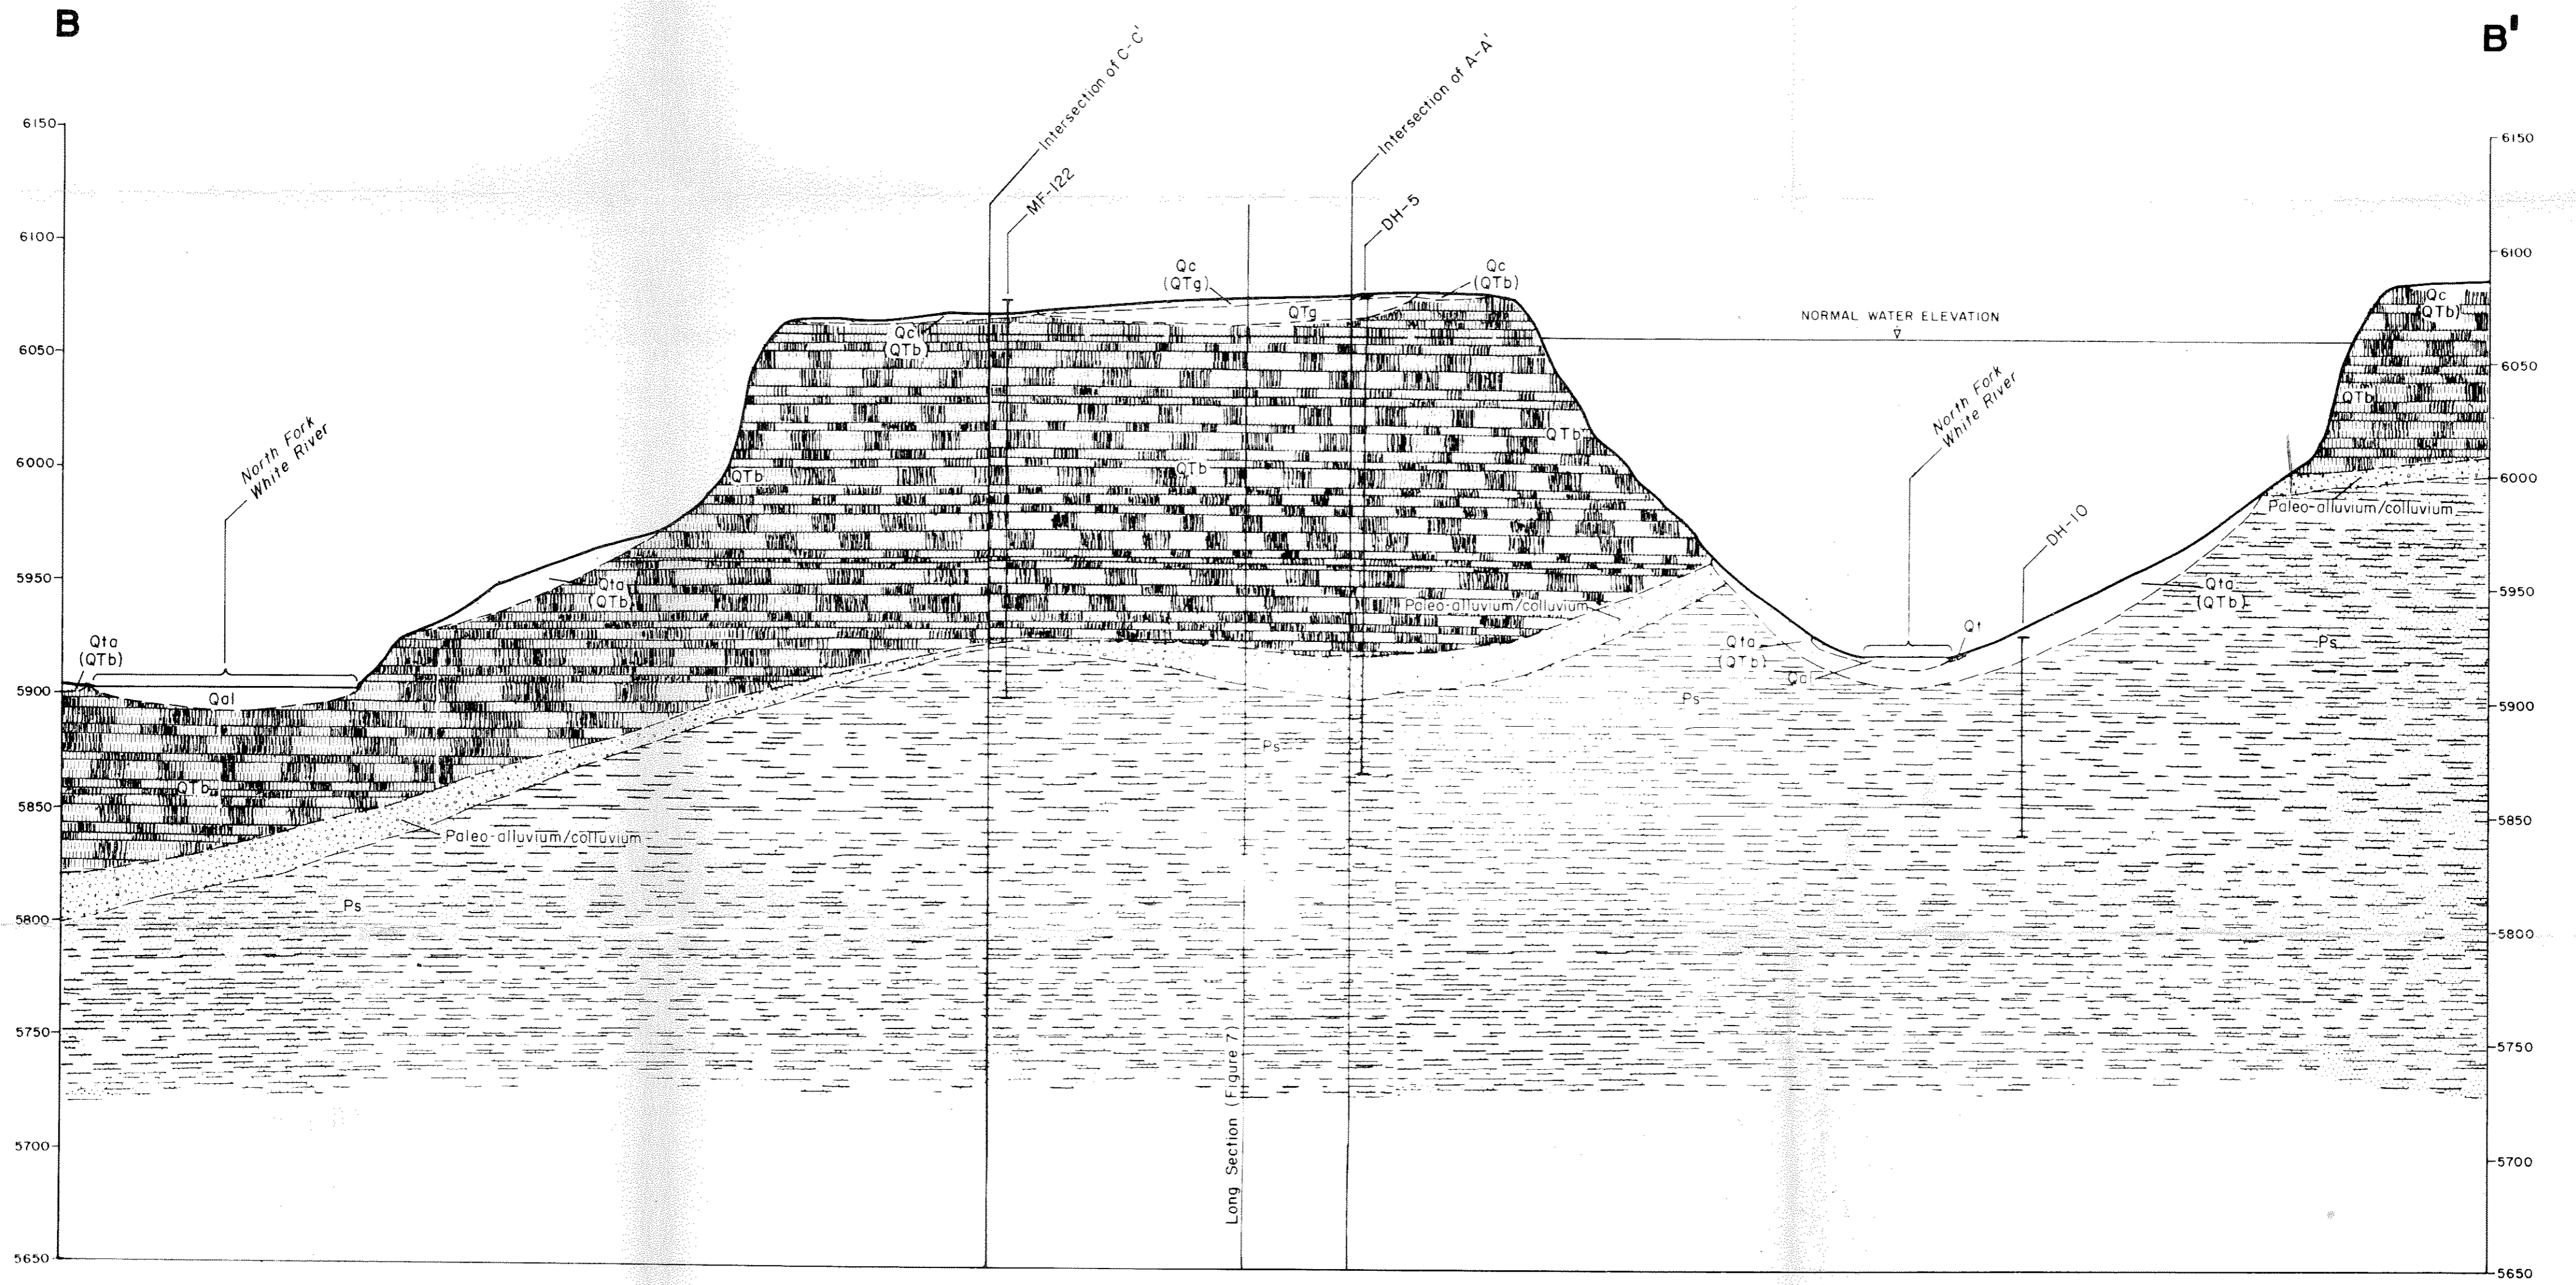 B
B'
Intersection of C-C'
Intersection of A-A'
MF-122
DH-5
6150
6100
6050
6000
5950
5900
5850
5800
5750
5700
5650
6150
6100
6050
6000
5950
5900
5850
5800
5750
5700
5650
Qc
(QTg)
Qc
(QTb)
QTg
Qc
(QTb)
NORMAL WATER ELEVATION
Qc
(QTb)
North Fork
White River
North Fork
White River
QTb
QTb
QTb
QTb
Paleo-alluvium/colluvium
DH-10
Qta
(QTb)
Qta
(QTb)
Paleo-alluvium/colluvium
Qta
(QTb)
Qta
(QTb)
Qt
Qal
Ps
Ps
Qal
Ps
QTb
Paleo-alluvium/colluvium
Ps
Long Section (Figure 7)